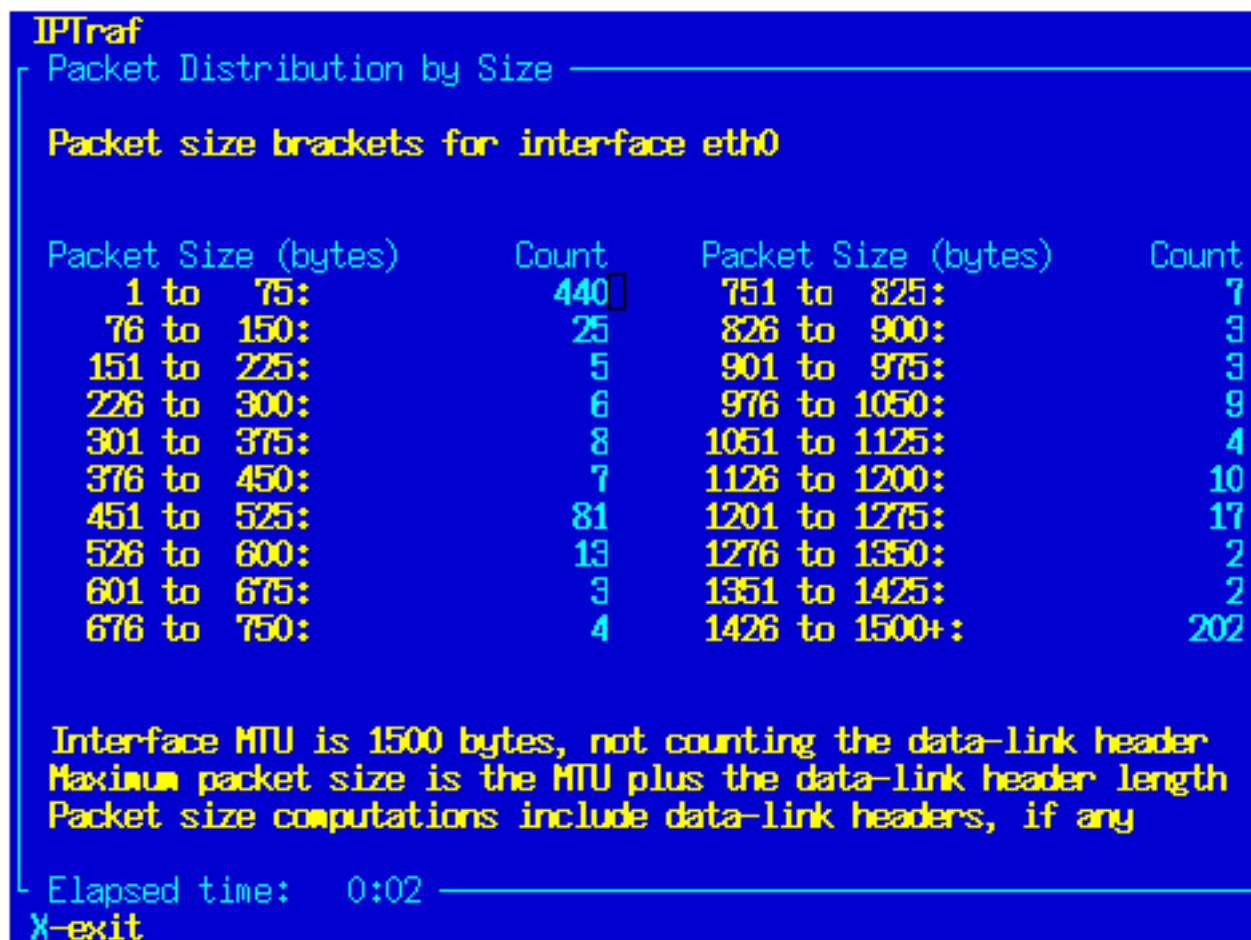 IPTraf
Packet Distribution by Size
Packet size brackets for interface eth0
Packet Size (bytes) Count Packet Size (bytes) Count
1 to 75: 440 751 to 825: 7
76 to 150: 25 826 to 900: 3
151 to 225: 5 901 to 975: 3
226 to 300: 6 976 to 1050: 9
301 to 375: 8 1051 to 1125: 4
376 to 450: 7 1126 to 1200: 10
451 to 525: 81 1201 to 1275: 17
526 to 600: 13 1276 to 1350: 2
601 to 675: 3 1351 to 1425: 2
676 to 750: 4 1426 to 1500+: 202
Interface MTU is 1500 bytes, not counting the data-link header
Maximum packet size is the MTU plus the data-link header length
Packet size computations include data-link headers, if any
Elapsed time: 0:02
X-exit